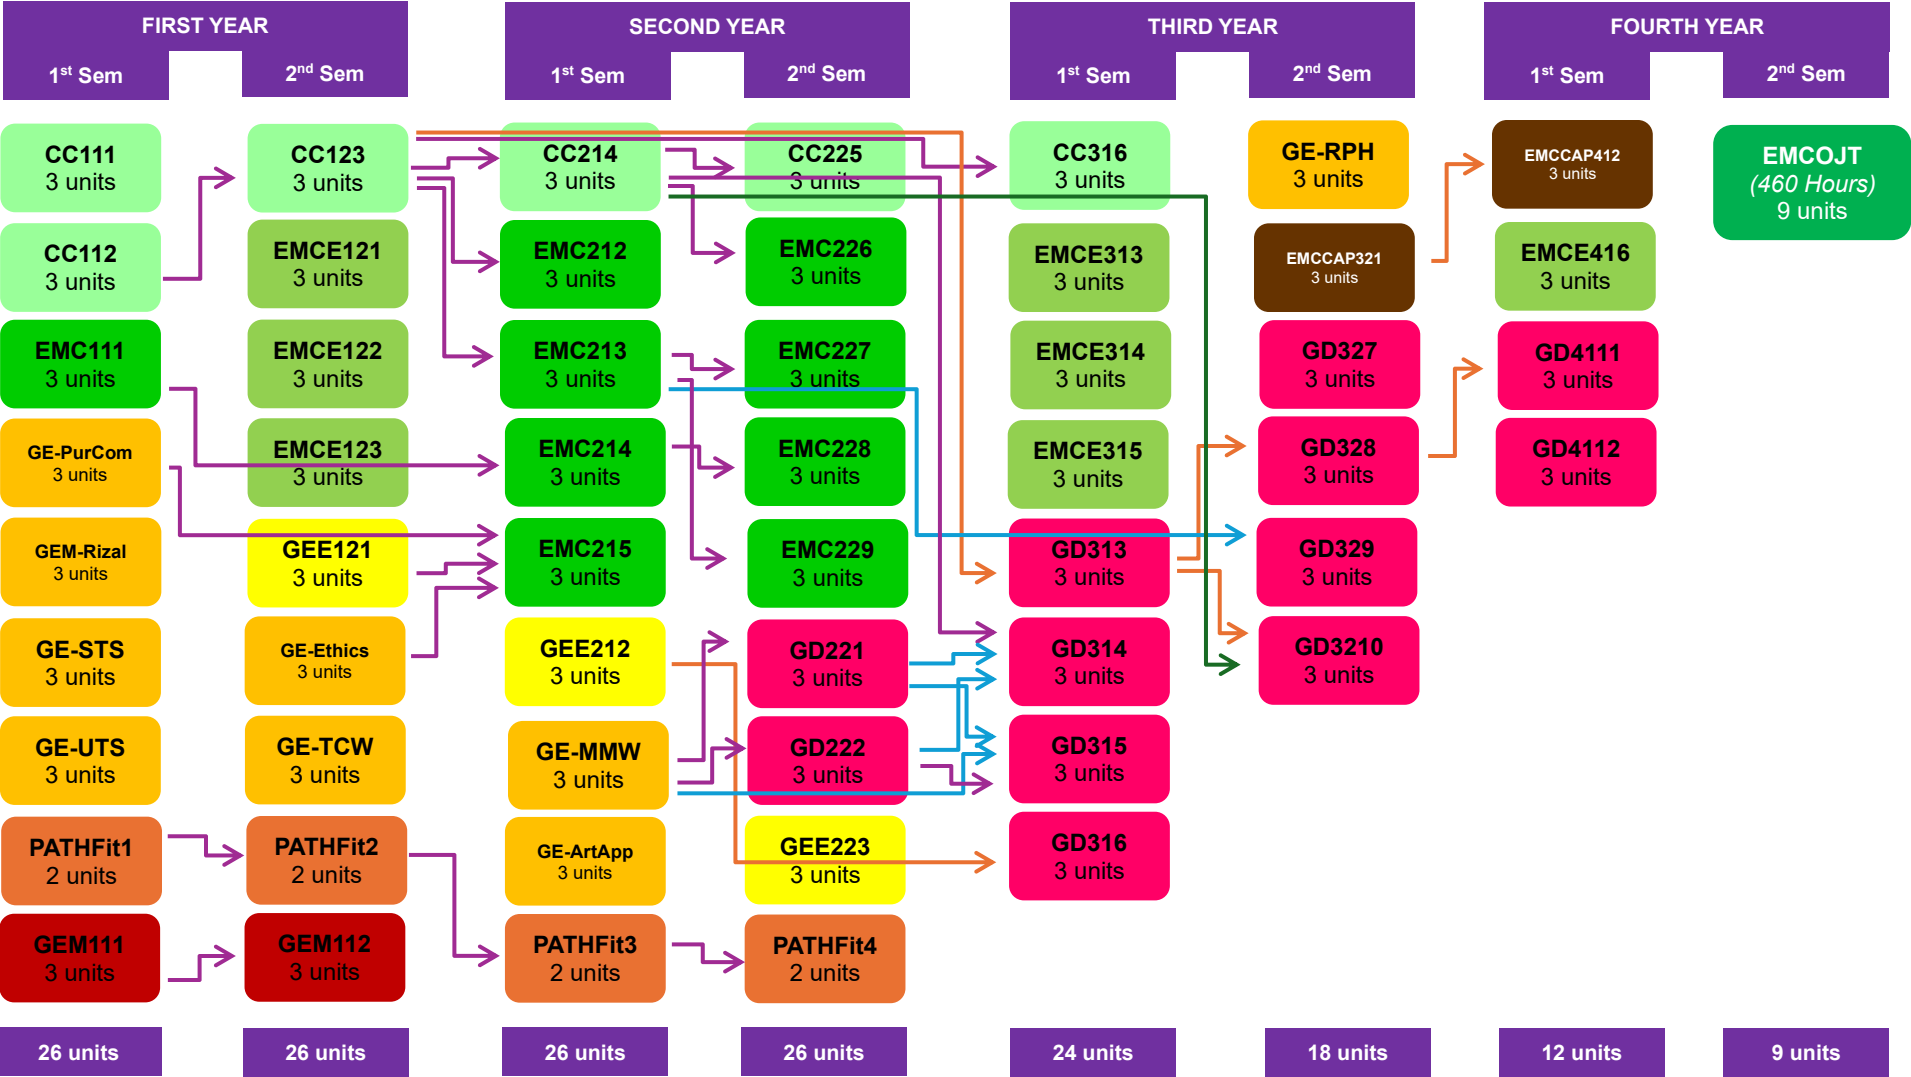 FIRST YEAR
1st Sem
2nd Sem
SECOND YEAR
1st Sem
2nd Sem
THIRD YEAR
1st Sem
2nd Sem
FOURTH YEAR
1st Sem
2nd Sem
CC111
3 units
CC112
3 units
EMC111
3 units
GE-PurCom
3 units
GEM-Rizal
3 units
GE-STS
3 units
GE-UTS
3 units
PATHFit1
2 units
GEM111
3 units
26 units
CC123
3 units
EMCE121
3 units
EMCE122
3 units
EMCE123
3 units
GEE121
3 units
GE-Ethics
3 units
GE-TCW
3 units
PATHFit2
2 units
GEM112
3 units
26 units
CC214
3 units
EMC212
3 units
EMC213
3 units
EMC214
3 units
EMC215
3 units
GEE212
3 units
GE-MMW
3 units
GE-ArtApp
3 units
PATHFit3
2 units
26 units
CC225
3 units
EMC226
3 units
EMC227
3 units
EMC228
3 units
EMC229
3 units
GD221
3 units
GD222
3 units
GEE223
3 units
PATHFit4
2 units
26 units
CC316
3 units
EMCE313
3 units
EMCE314
3 units
EMCE315
3 units
GD313
3 units
GD314
3 units
GD315
3 units
GD316
3 units
24 units
GE-RPH
3 units
EMCCAP321
3 units
GD327
3 units
GD328
3 units
GD329
3 units
GD3210
3 units
18 units
EMCCAP412
3 units
EMCE416
3 units
GD4111
3 units
GD4112
3 units
12 units
EMCOJT
(460 Hours)
9 units
9 units